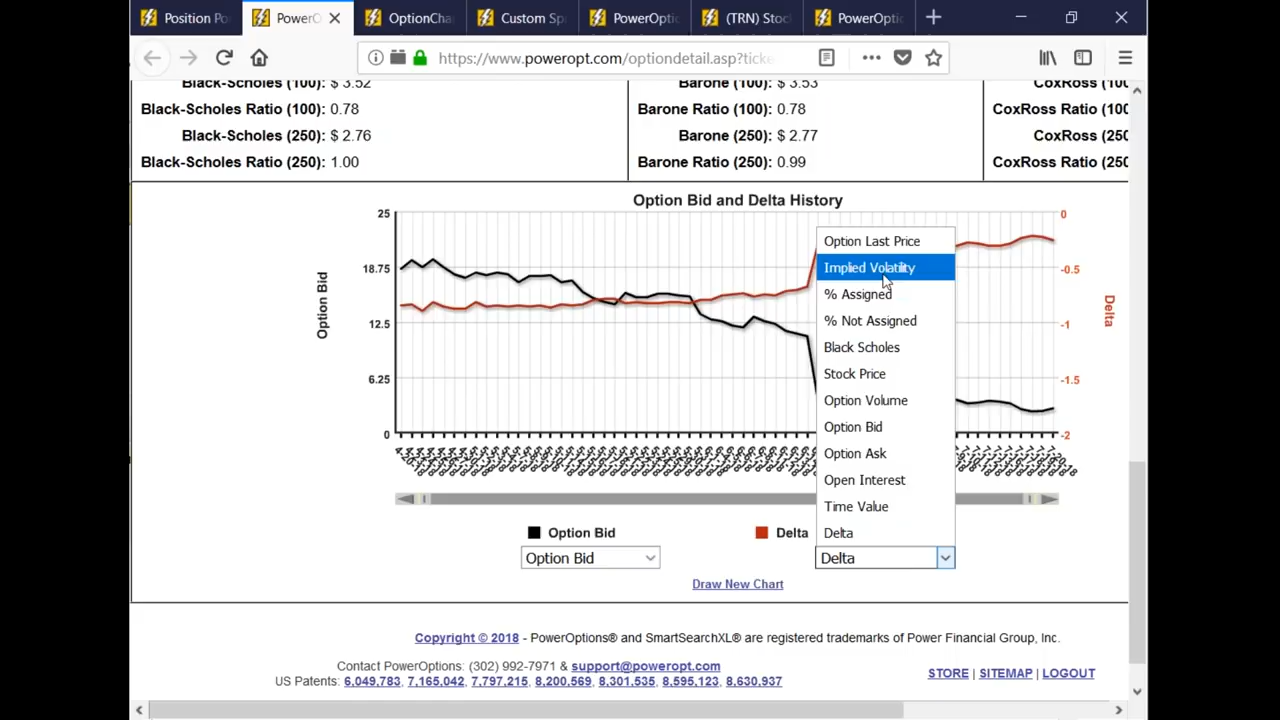 Position Po
PowerO
OptionCha
Custom Sp
PowerOptic
(TRN) Stoc
PowerOptic
https://www.poweropt.com/optiondetail.asp?ticke
Black-Scholes (100): $ 3.52
Barone (100): $ 3.53
CoxRoss (100
Black-Scholes Ratio (100): 0.78
Barone Ratio (100): 0.78
CoxRoss Ratio (100
Black-Scholes (250): $ 2.76
Barone (250): $ 2.77
CoxRoss (250
Black-Scholes Ratio (250): 1.00
Barone Ratio (250): 0.99
CoxRoss Ratio (250
Option Bid and Delta History
25
18.75
12.5
6.25
0
Option Bid
0
-0.5
-1
-1.5
-2
Delta
Option Last Price
Implied Volatility
% Assigned
% Not Assigned
Black Scholes
Stock Price
Option Volume
Option Bid
Option Ask
Open Interest
Time Value
Delta
Option Bid
Delta
Option Bid
Delta
Draw New Chart
Copyright © 2018 - PowerOptions® and SmartSearchXL® are registered trademarks of Power Financial Group, Inc.
Contact PowerOptions: (302) 992-7971 & support@poweropt.com
US Patents: 6,049,783, 7,165,042, 7,797,215, 8,200,569, 8,301,535, 8,595,123, 8,630,937
STORE | SITEMAP | LOGOUT